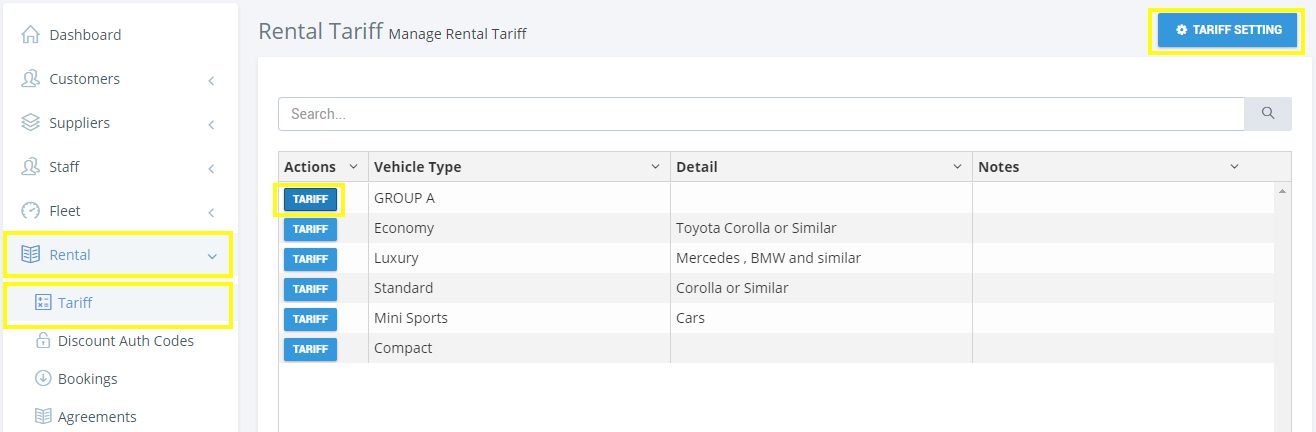 Dashboard
Customers
Suppliers
Staff
Fleet
Rental
Tariff
Discount Auth Codes
Bookings
Agreements
Rental Tariff Manage Rental Tariff
TARIFF SETTING
Search...
Actions Vehicle Type Detail Notes
TARIFF GROUP A
TARIFF Economy Toyota Corolla or Similar
TARIFF Luxury Mercedes , BMW and similar
TARIFF Standard Corolla or Similar
TARIFF Mini Sports Cars
TARIFF Compact